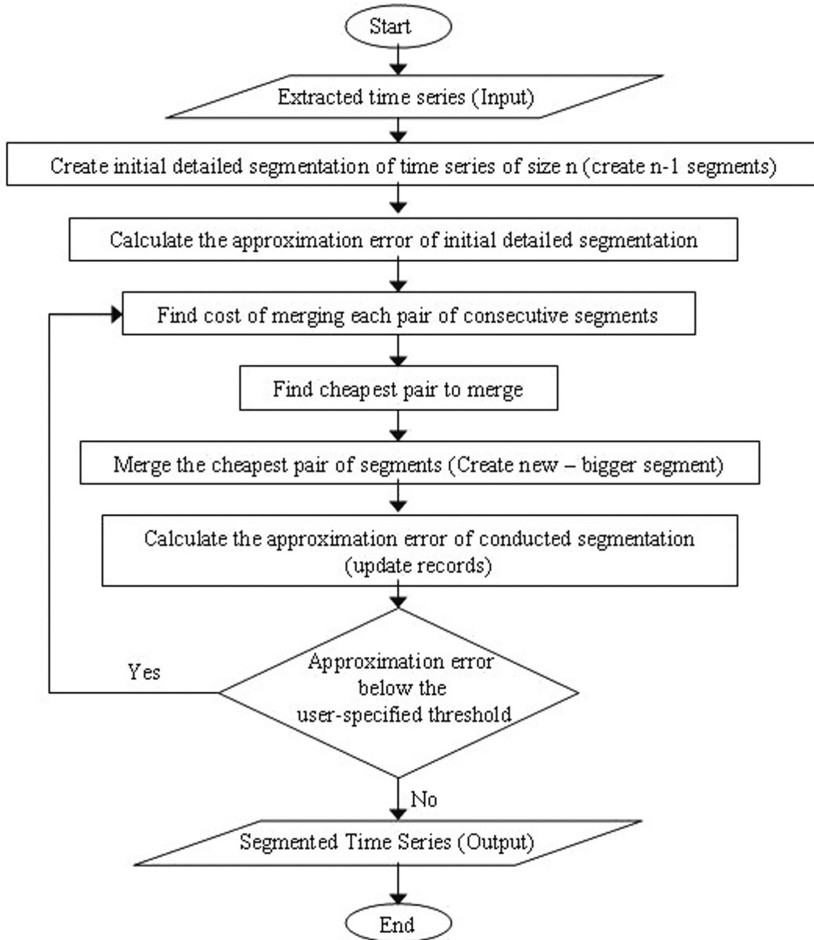 Start
Extracted time series (Input)
Create initial detailed segmentation of time series of size n (create n-1 segments)
Calculate the approximation error of initial detailed segmentation
Find cost of merging each pair of consecutive segments
Find cheapest pair to merge
Merge the cheapest pair of segments (Create new – bigger segment)
Calculate the approximation error of conducted segmentation
(update records)
Yes
Approximation error
below the
user-specified threshold
No
Segmented Time Series (Output)
End